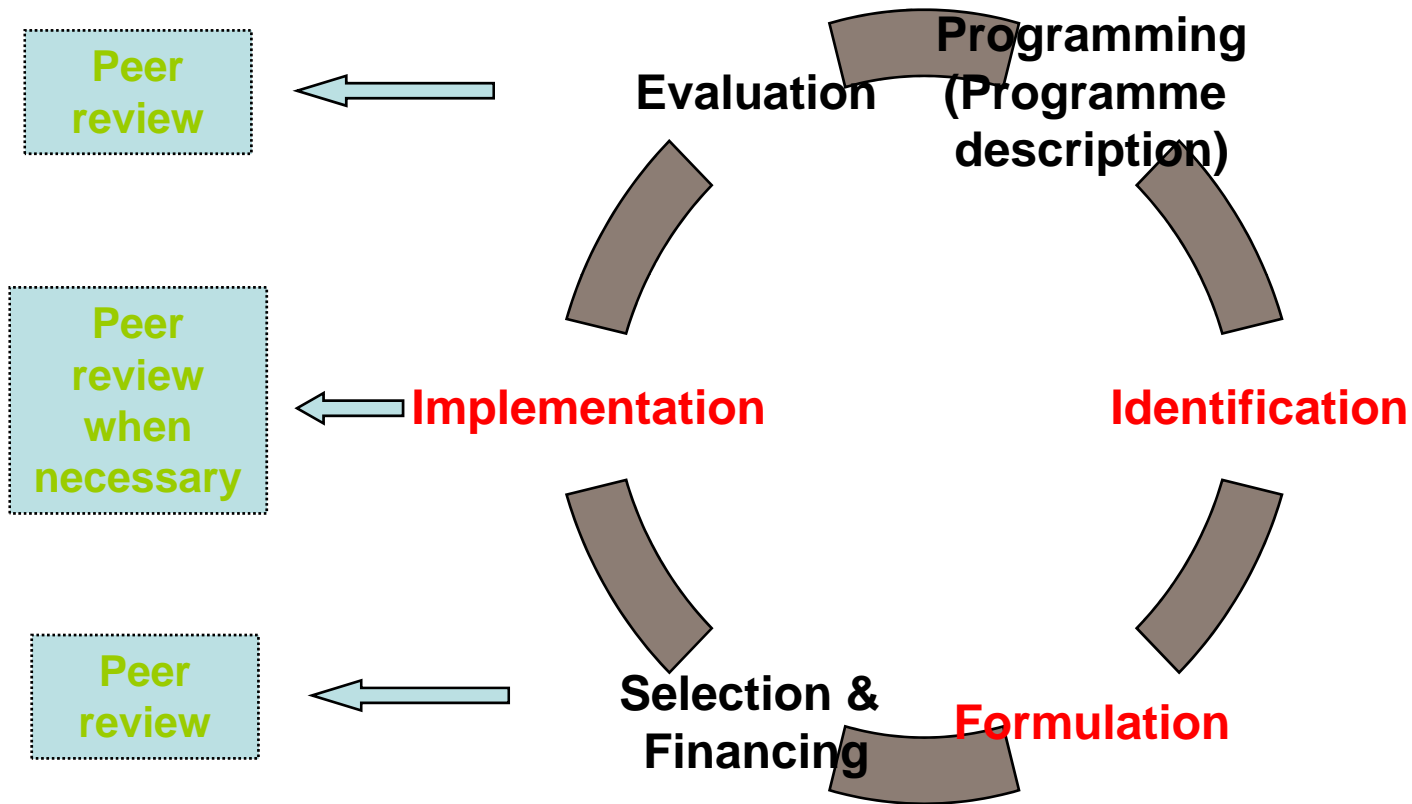 Peer
review
Evaluation
Programming
(Programme
description)
Peer
review
when
necessary
Implementation
Identification
Peer
review
Selection &
Financing
Formulation